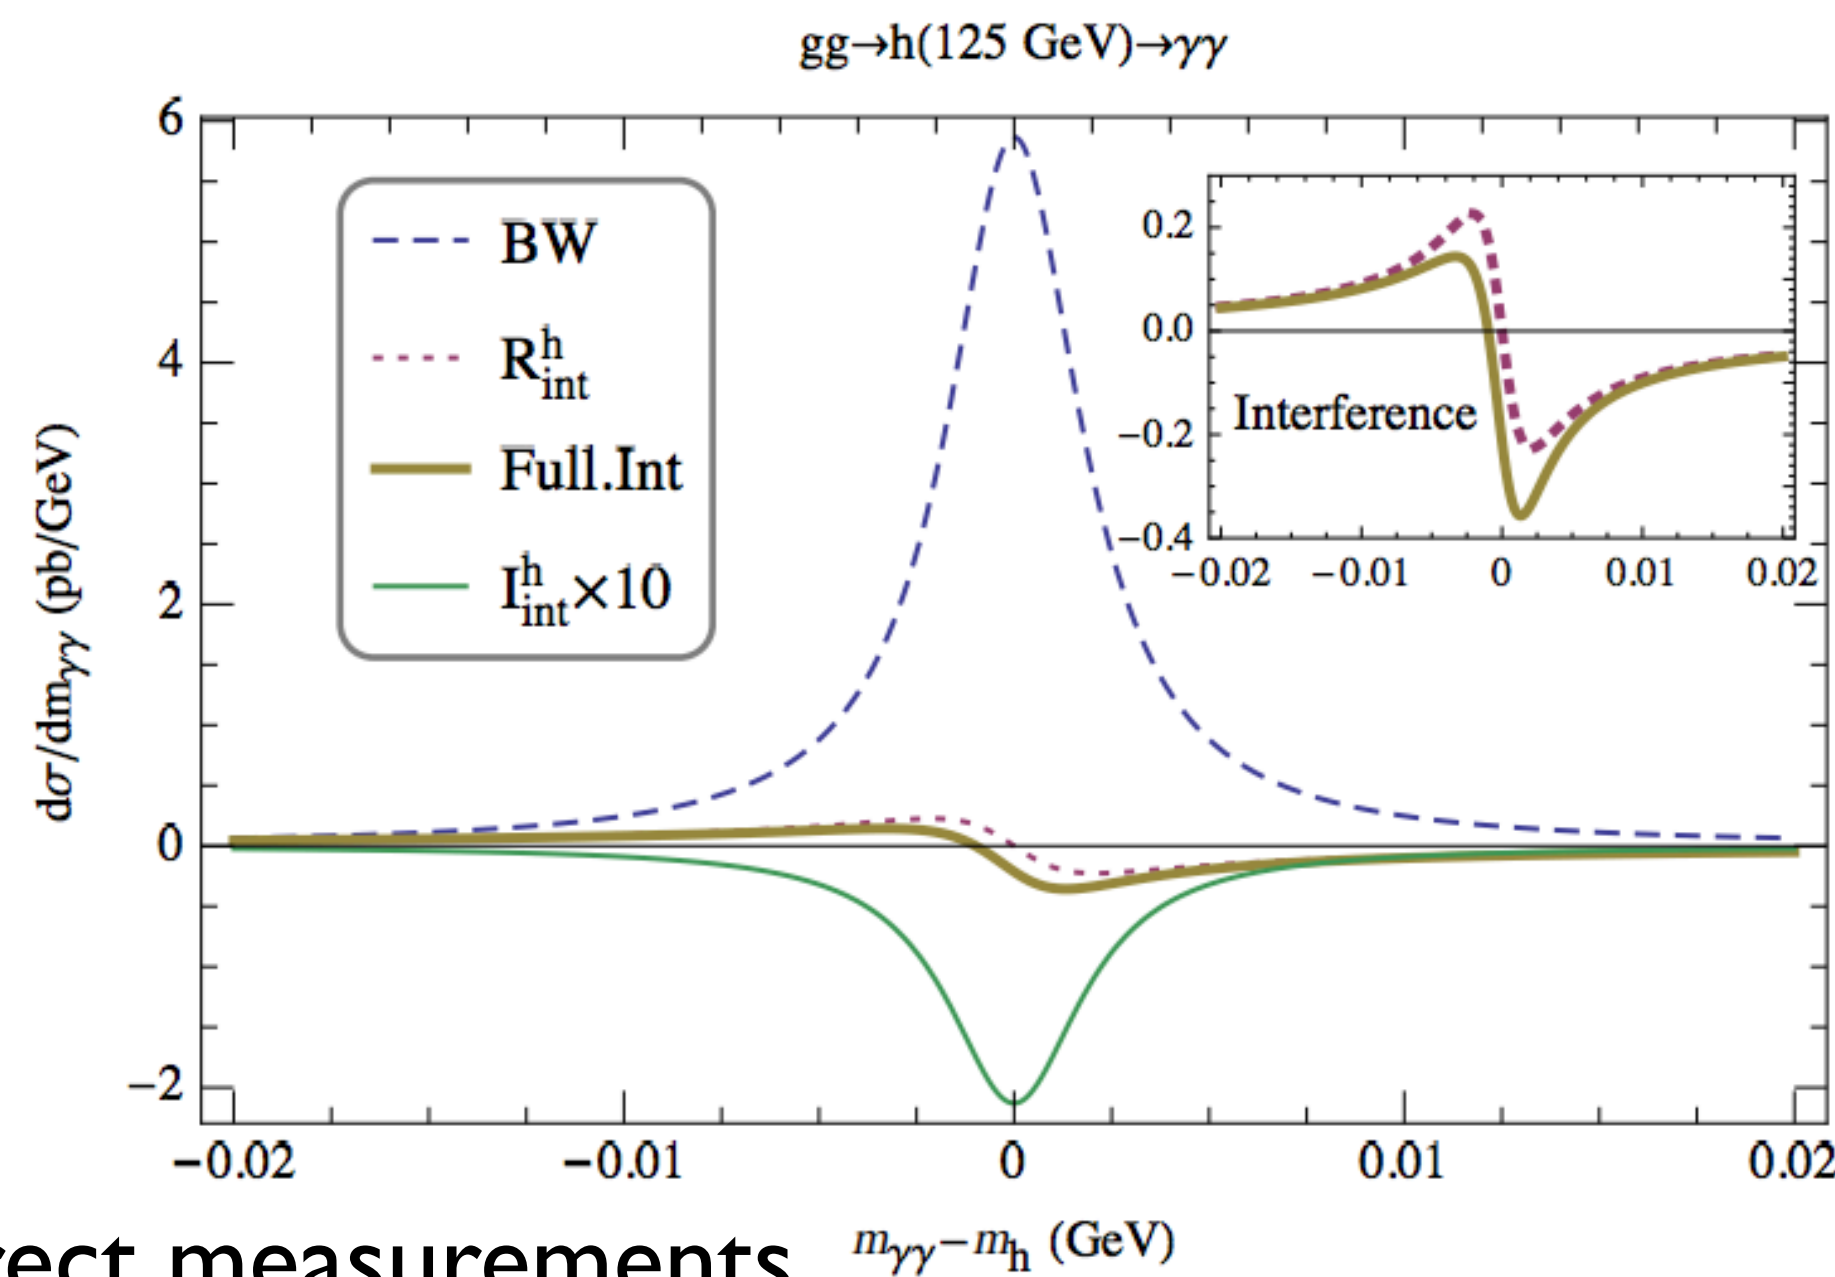 gg→h(125 GeV)→γγ
6
4
2
0
−2
dσ/dmγγ (pb/GeV)
BW
R^h_int
Full.Int
I^h_int×10
0.2
0.0
−0.2
−0.4
Interference
−0.02 −0.01 0 0.01 0.02
−0.02 −0.01 0 0.01 0.02
mγγ−mh (GeV)
rect measurements